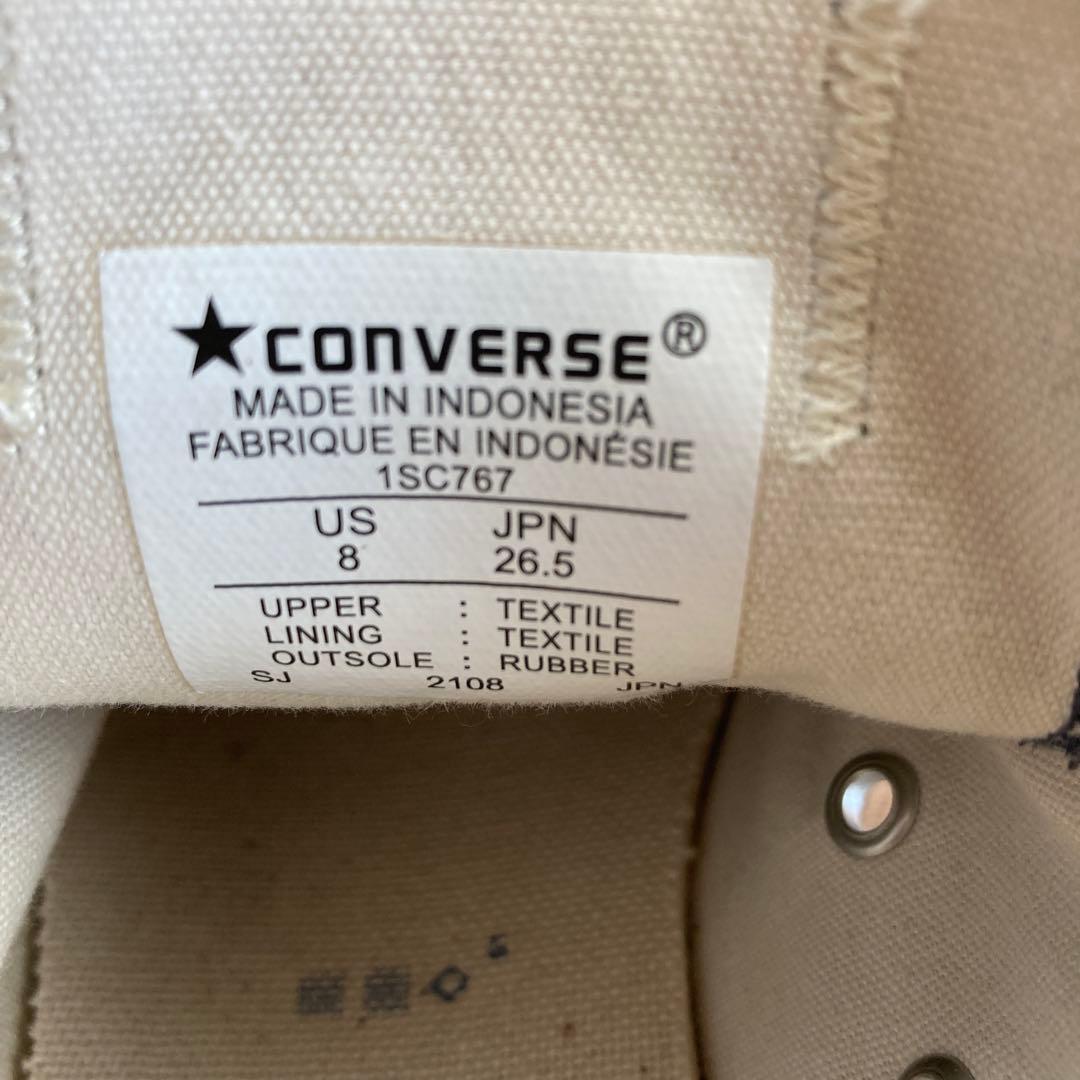 ★CONVERSE®
MADE IN INDONESIA
FABRIQUE EN INDONÉSIE
1SC767
US JPN
8 26.5
UPPER : TEXTILE
LINING : TEXTILE
OUTSOLE : RUBBER
SJ 2108 JPN